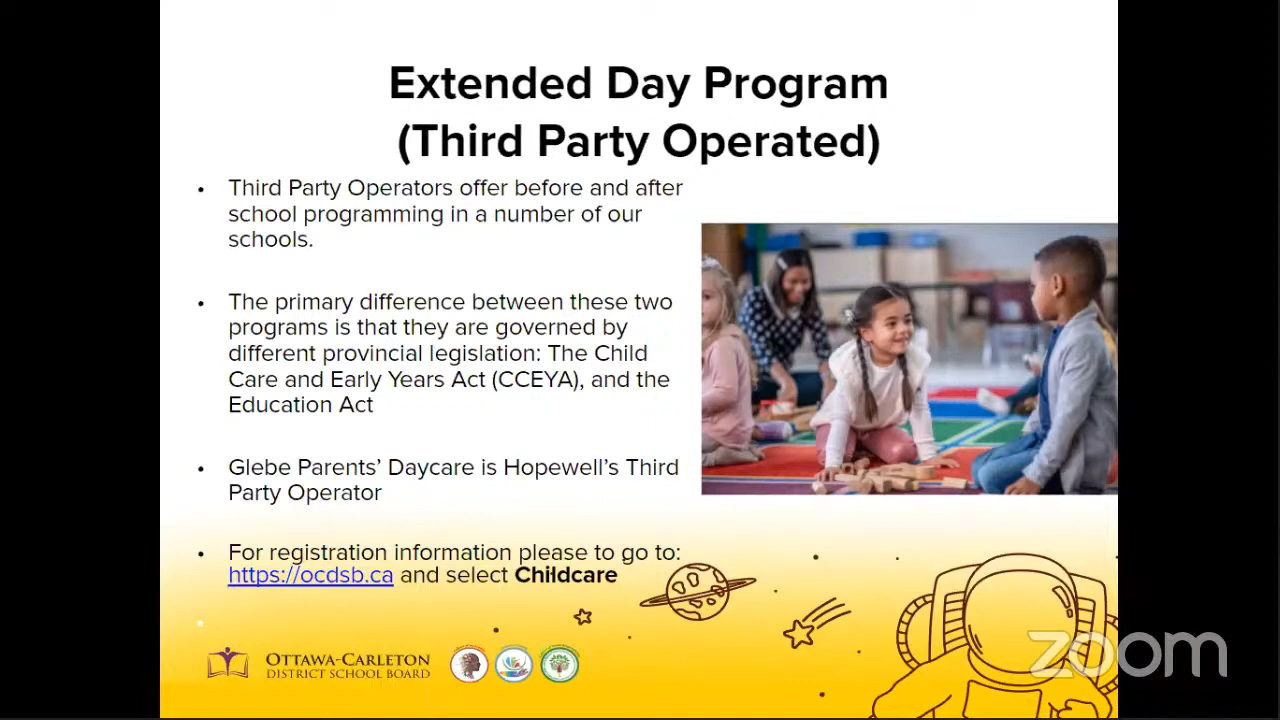 Extended Day Program
(Third Party Operated)
• Third Party Operators offer before and after
school programming in a number of our
schools.
• The primary difference between these two
programs is that they are governed by
different provincial legislation: The Child
Care and Early Years Act (CCEYA), and the
Education Act
• Glebe Parents’ Daycare is Hopewell’s Third
Party Operator
• For registration information please to go to:
https://ocdsb.ca and select Childcare
OTTAWA-CARLETON
DISTRICT SCHOOL BOARD
zoom